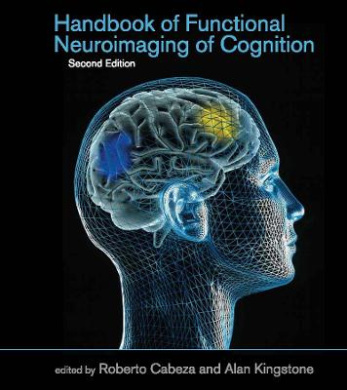 Handbook of Functional
Neuroimaging of Cognition
Second Edition
edited by Roberto Cabeza and Alan Kingstone